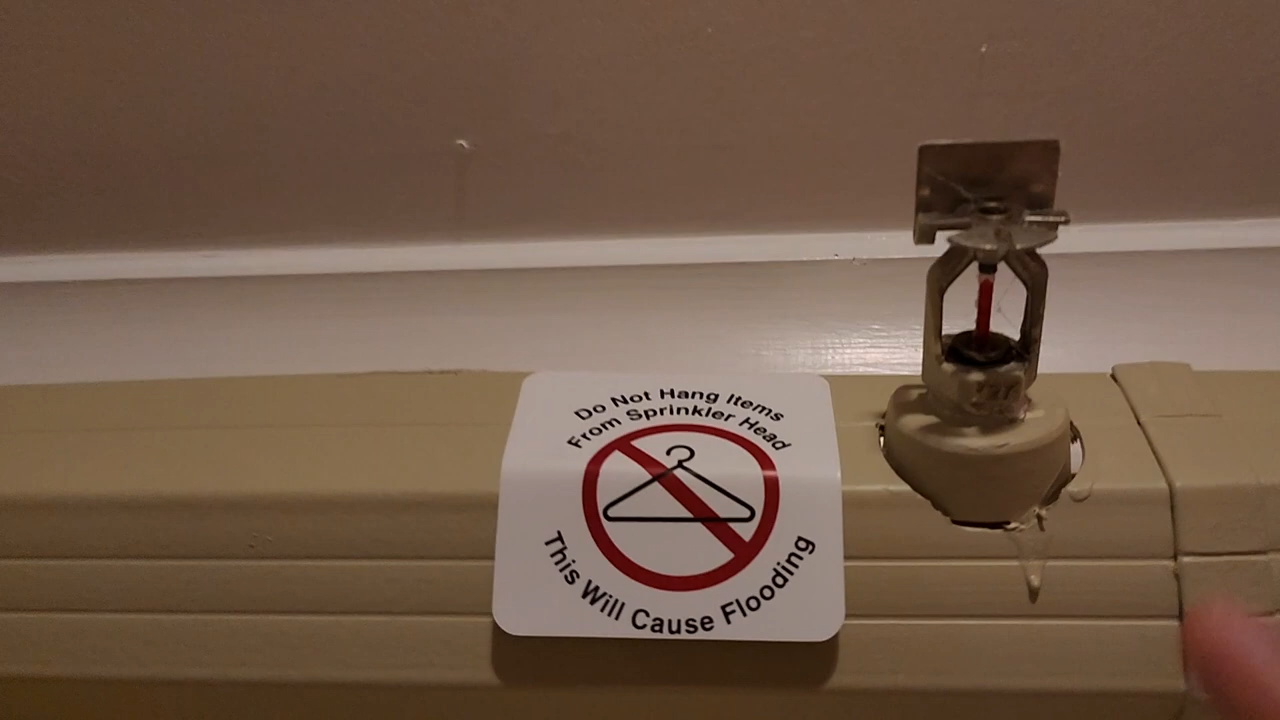 Do Not Hang Items
From Sprinkler Head
This Will Cause Flooding